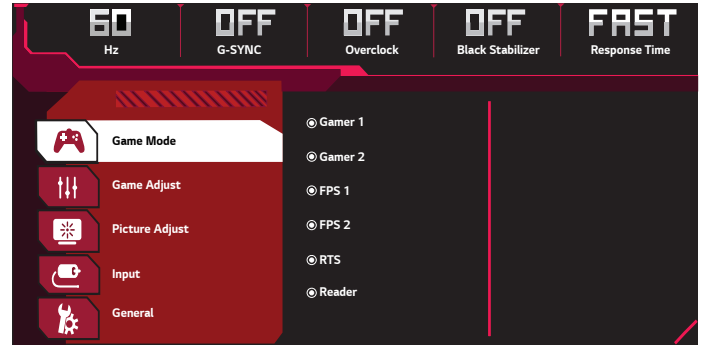 60 OFF OFF OFF FAST
Hz G-SYNC Overclock Black Stabilizer Response Time
Game Mode
Game Adjust
Picture Adjust
Input
General
Gamer 1
Gamer 2
FPS 1
FPS 2
RTS
Reader